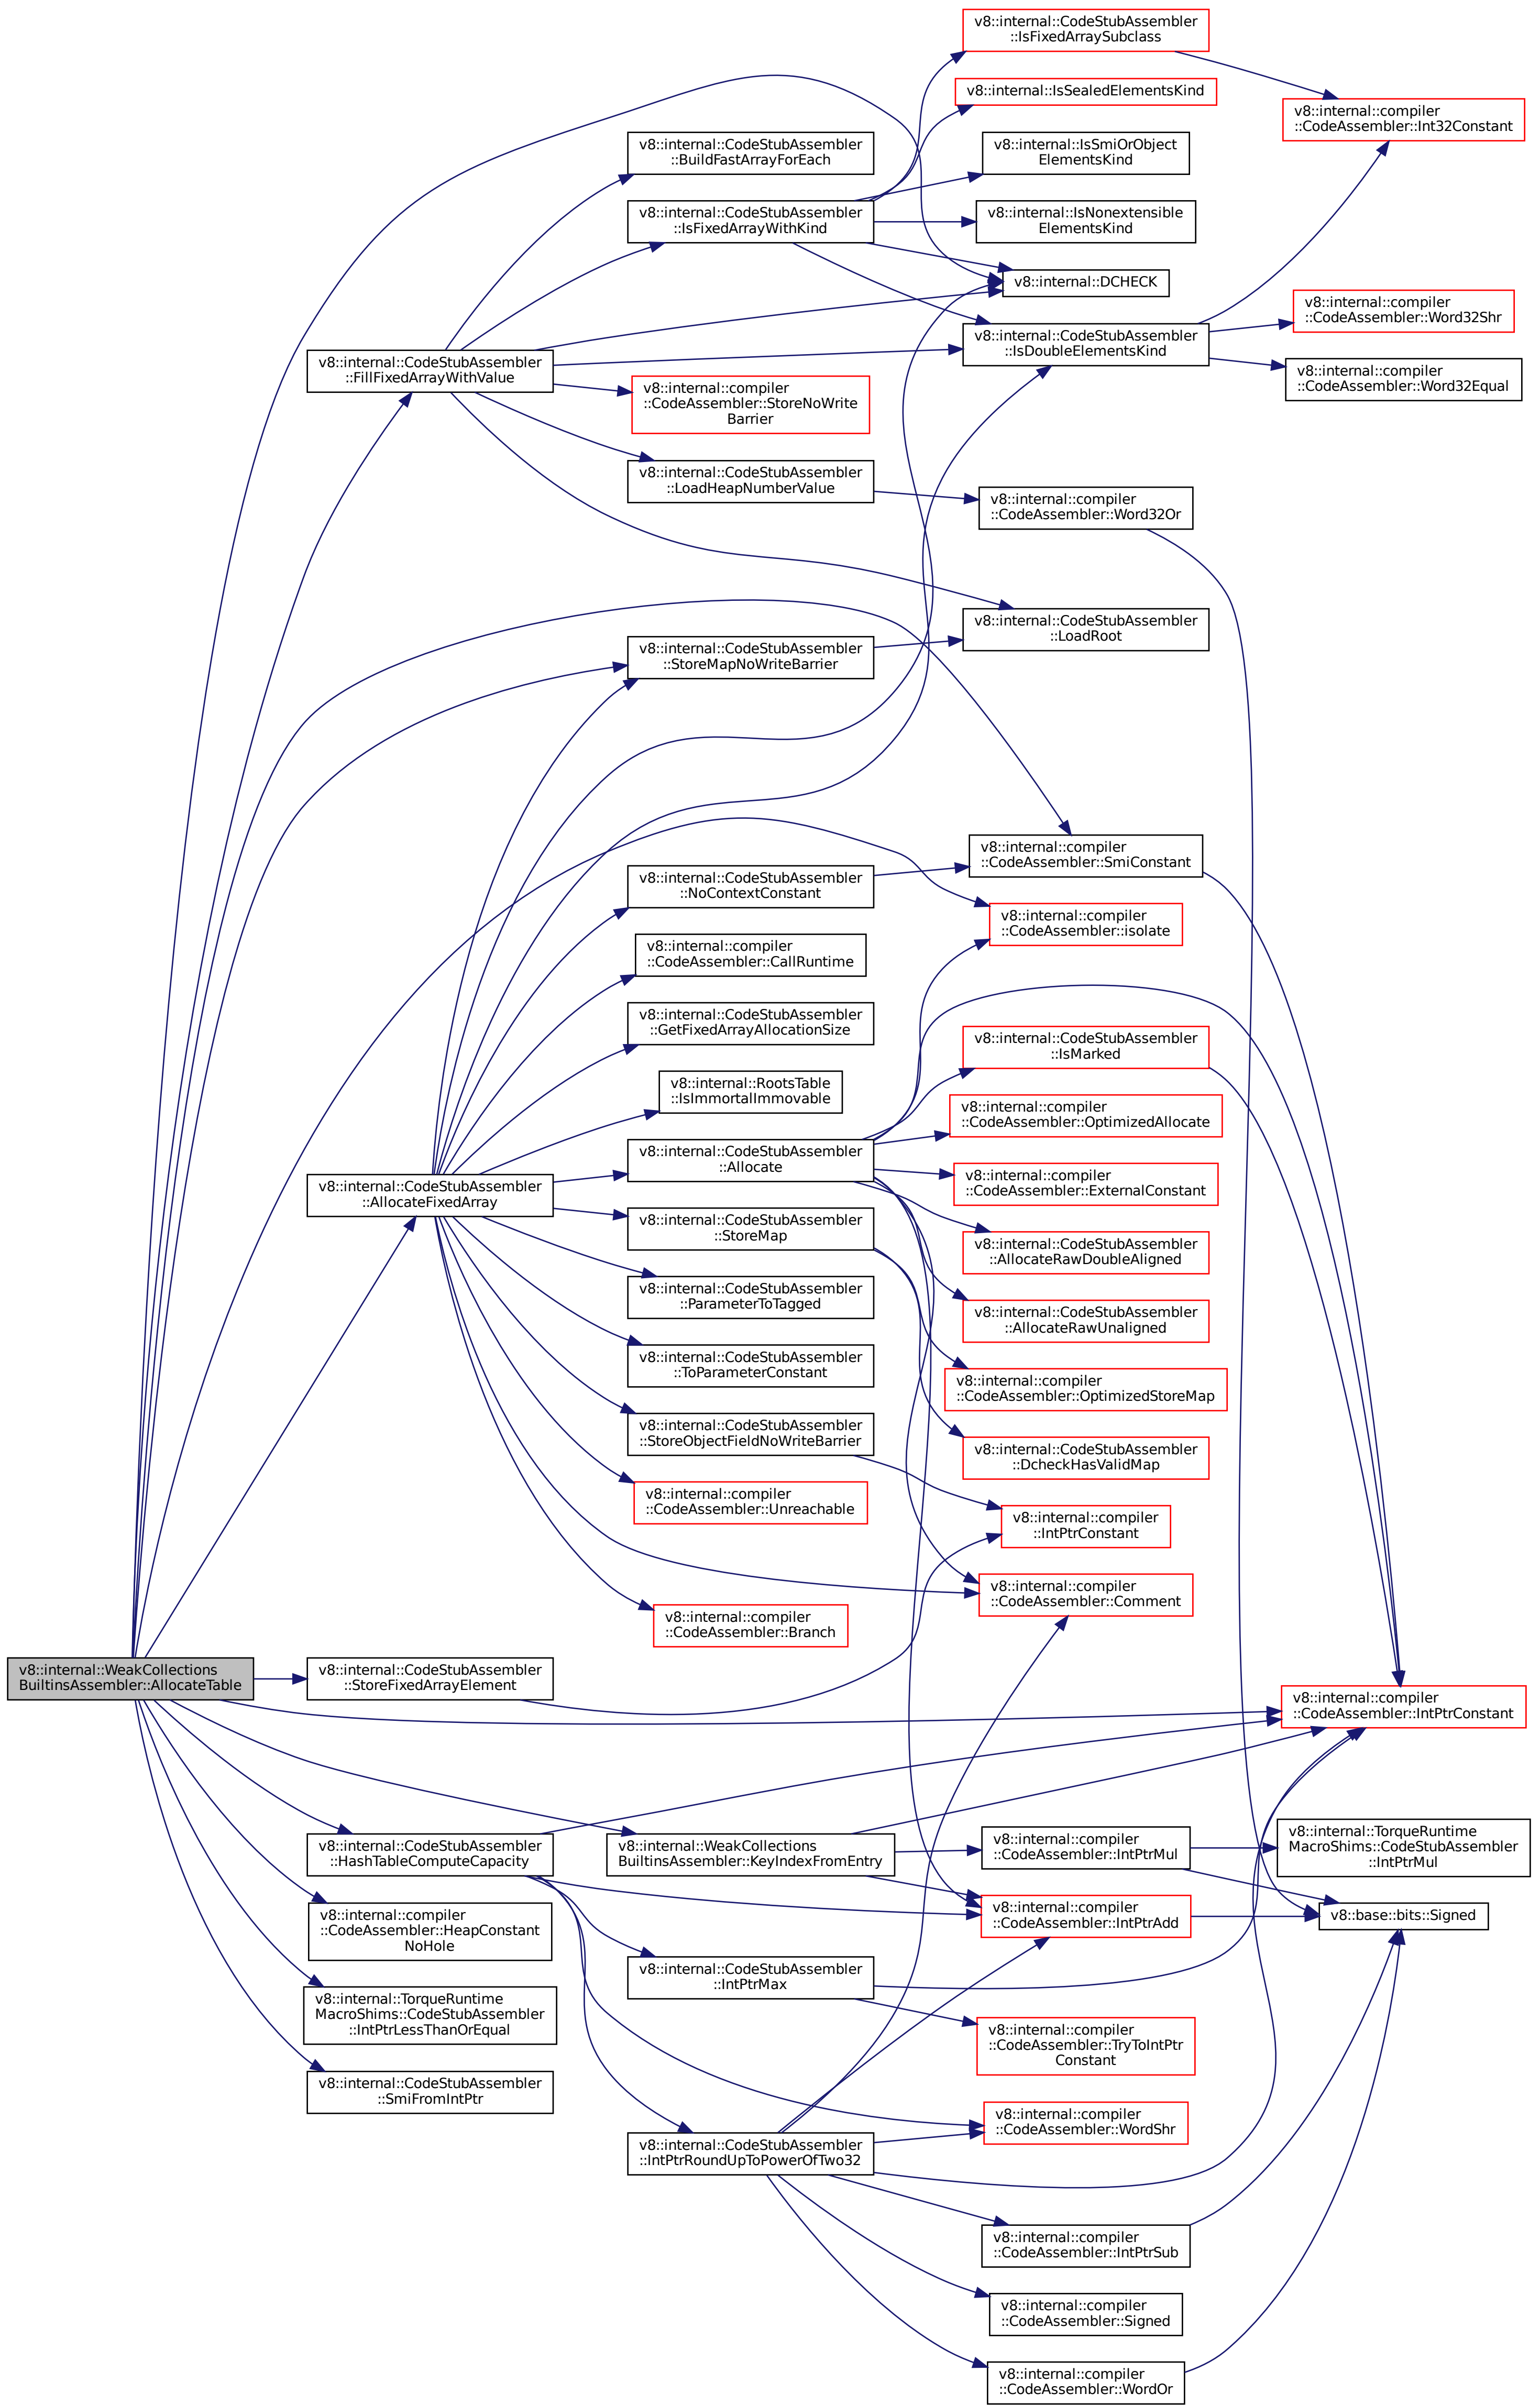 v8::internal::CodeStubAssembler
::IsFixedArraySubclass
v8::internal::IsSealedElementsKind
v8::internal::compiler
::CodeAssembler::Int32Constant
v8::internal::CodeStubAssembler
::BuildFastArrayForEach
v8::internal::IsSmiOrObject
ElementsKind
v8::internal::CodeStubAssembler
::IsFixedArrayWithKind
v8::internal::IsNonextensible
ElementsKind
v8::internal::DCHECK
v8::internal::compiler
::CodeAssembler::Word32Shr
v8::internal::CodeStubAssembler
::IsDoubleElementsKind
v8::internal::CodeStubAssembler
::FillFixedArrayWithValue
v8::internal::compiler
::CodeAssembler::Word32Equal
v8::internal::compiler
::CodeAssembler::StoreNoWrite
Barrier
v8::internal::CodeStubAssembler
::LoadHeapNumberValue
v8::internal::compiler
::CodeAssembler::Word32Or
v8::internal::CodeStubAssembler
::LoadRoot
v8::internal::CodeStubAssembler
::StoreMapNoWriteBarrier
v8::internal::compiler
::CodeAssembler::SmiConstant
v8::internal::CodeStubAssembler
::NoContextConstant
v8::internal::compiler
::CodeAssembler::isolate
v8::internal::compiler
::CodeAssembler::CallRuntime
v8::internal::CodeStubAssembler
::GetFixedArrayAllocationSize
v8::internal::CodeStubAssembler
::IsMarked
v8::internal::RootsTable
::IsImmortalImmovable
v8::internal::compiler
::CodeAssembler::OptimizedAllocate
v8::internal::CodeStubAssembler
::Allocate
v8::internal::compiler
::CodeAssembler::ExternalConstant
v8::internal::CodeStubAssembler
::AllocateFixedArray
v8::internal::CodeStubAssembler
::StoreMap
v8::internal::CodeStubAssembler
::AllocateRawDoubleAligned
v8::internal::CodeStubAssembler
::ParameterToTagged
v8::internal::CodeStubAssembler
::AllocateRawUnaligned
v8::internal::CodeStubAssembler
::ToParameterConstant
v8::internal::compiler
::CodeAssembler::OptimizedStoreMap
v8::internal::CodeStubAssembler
::StoreObjectFieldNoWriteBarrier
v8::internal::CodeStubAssembler
::DcheckHasValidMap
v8::internal::compiler
::CodeAssembler::Unreachable
v8::internal::compiler
::IntPtrConstant
v8::internal::compiler
::CodeAssembler::Comment
v8::internal::compiler
::CodeAssembler::Branch
v8::internal::WeakCollections
BuiltinsAssembler::AllocateTable
v8::internal::CodeStubAssembler
::StoreFixedArrayElement
v8::internal::compiler
::CodeAssembler::IntPtrConstant
v8::internal::CodeStubAssembler
::HashTableComputeCapacity
v8::internal::WeakCollections
BuiltinsAssembler::KeyIndexFromEntry
v8::internal::compiler
::CodeAssembler::IntPtrMul
v8::internal::TorqueRuntime
MacroShims::CodeStubAssembler
::IntPtrMul
v8::internal::compiler
::CodeAssembler::HeapConstant
NoHole
v8::internal::compiler
::CodeAssembler::IntPtrAdd
v8::base::bits::Signed
v8::internal::CodeStubAssembler
::IntPtrMax
v8::internal::TorqueRuntime
MacroShims::CodeStubAssembler
::IntPtrLessThanOrEqual
v8::internal::compiler
::CodeAssembler::TryToIntPtr
Constant
v8::internal::CodeStubAssembler
::SmiFromIntPtr
v8::internal::compiler
::CodeAssembler::WordShr
v8::internal::CodeStubAssembler
::IntPtrRoundUpToPowerOfTwo32
v8::internal::compiler
::CodeAssembler::IntPtrSub
v8::internal::compiler
::CodeAssembler::Signed
v8::internal::compiler
::CodeAssembler::WordOr